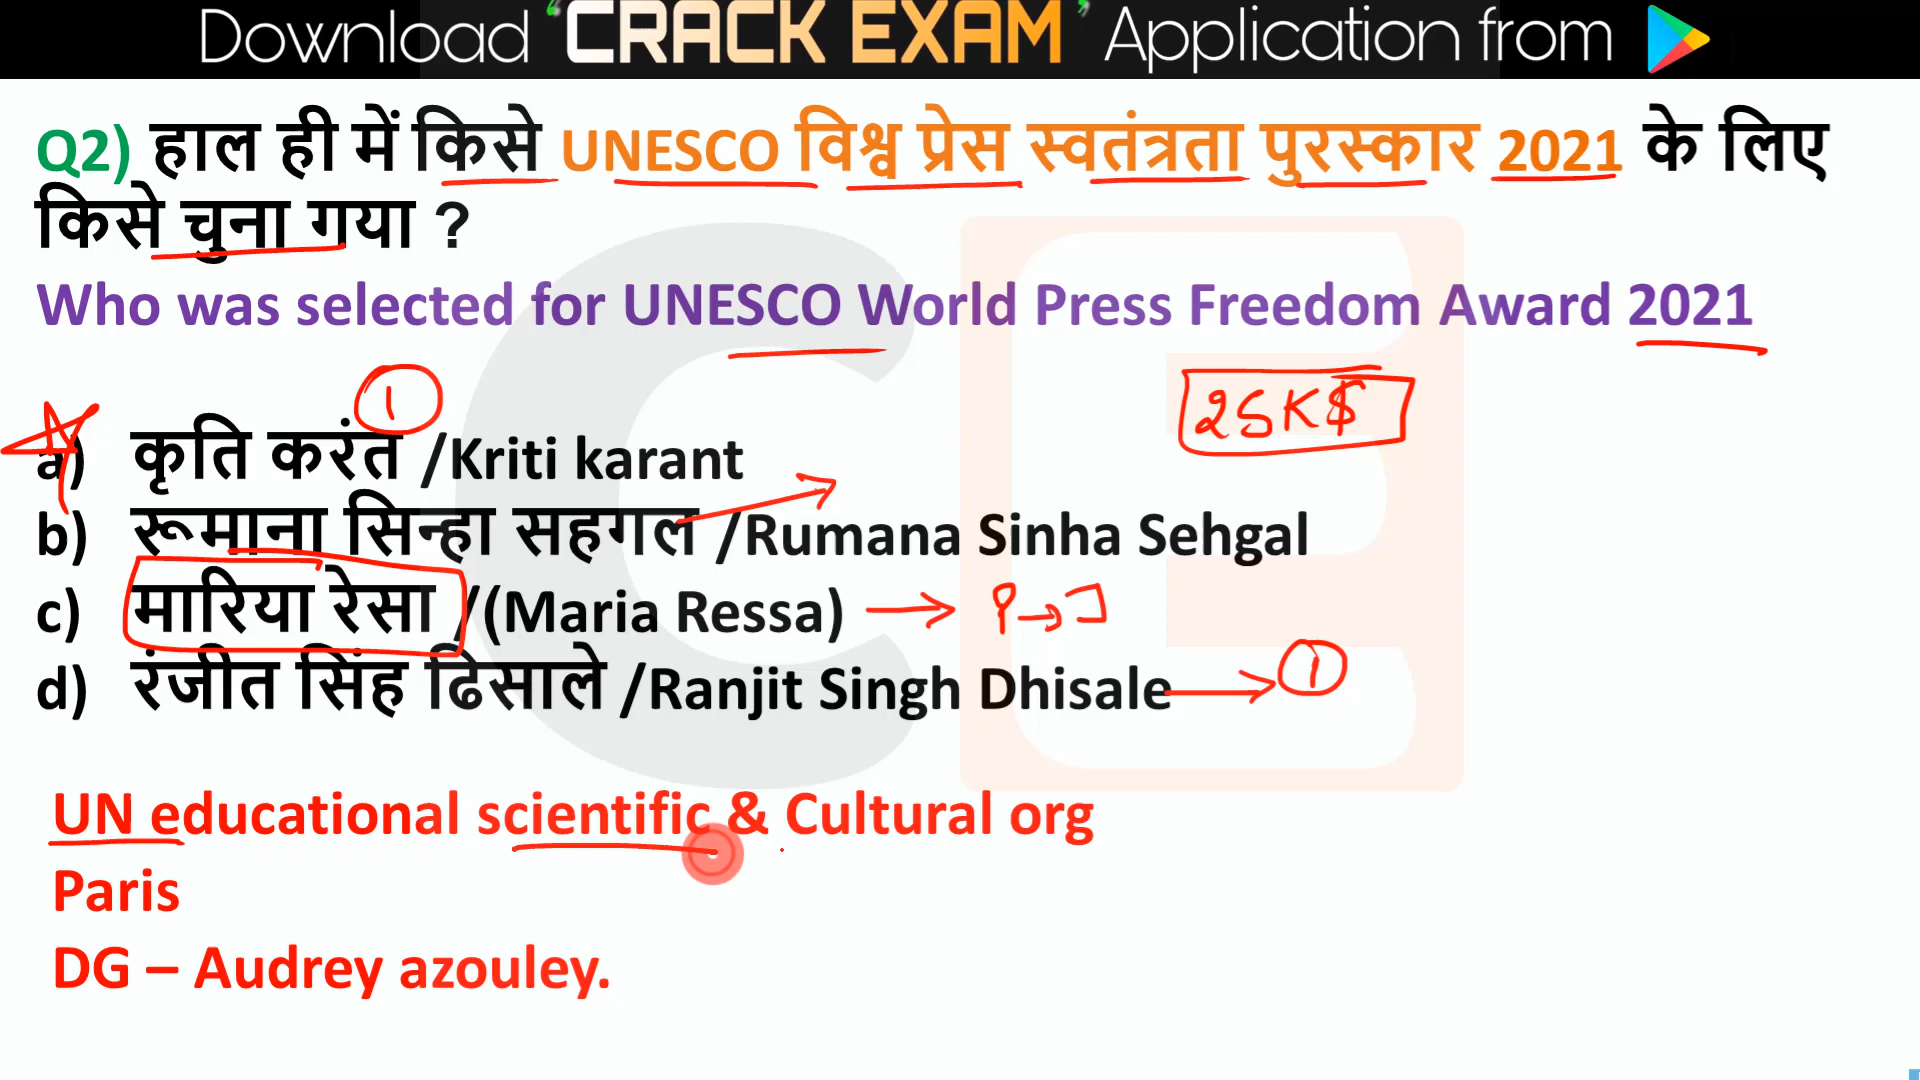 Download ‘CRACK EXAM’ Application from
Q2) हाल ही में किसे UNESCO विश्व प्रेस स्वतंत्रता पुरस्कार 2021 के लिए
किसे चुना गया ?
Who was selected for UNESCO World Press Freedom Award 2021
1
25K$
a) कृति करंत /Kriti karant
b) रूमाना सिन्हा सहगल /Rumana Sinha Sehgal
c) मारिया रेसा /(Maria Ressa) → P→J
d) रंजीत सिंह ढिसाले /Ranjit Singh Dhisale → 1
UN educational scientific & Cultural org
Paris
DG – Audrey azouley.